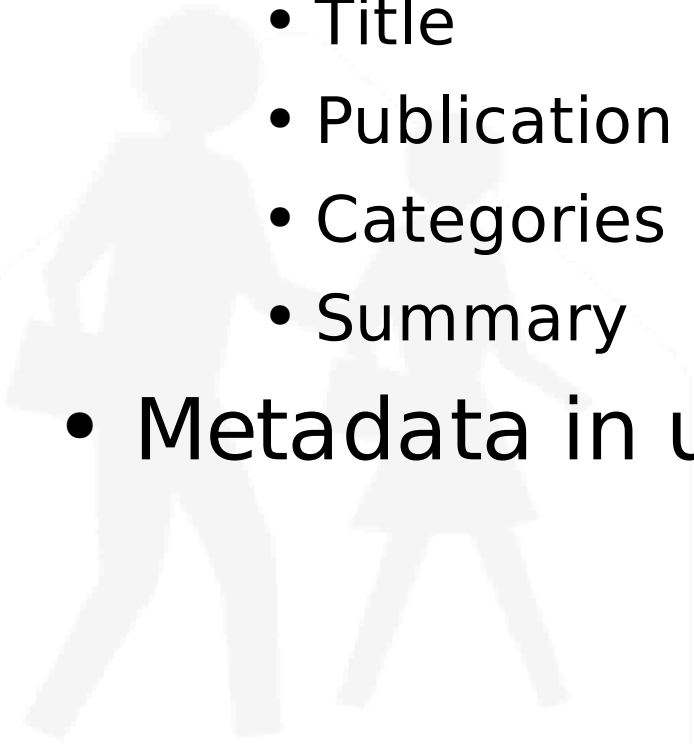 • Title
• Publication
• Categories
• Summary
• Metadata in